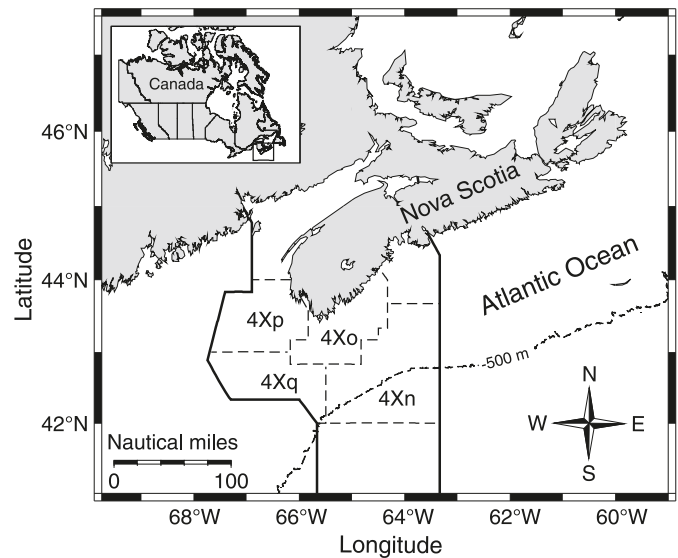 Canada
46°N
Nova Scotia
Latitude
Atlantic Ocean
44°N
4Xp
4Xo
-500 m
4Xq
4Xn
N
W
E
S
42°N
Nautical miles
0 100
68°W 66°W 64°W 62°W 60°W
Longitude